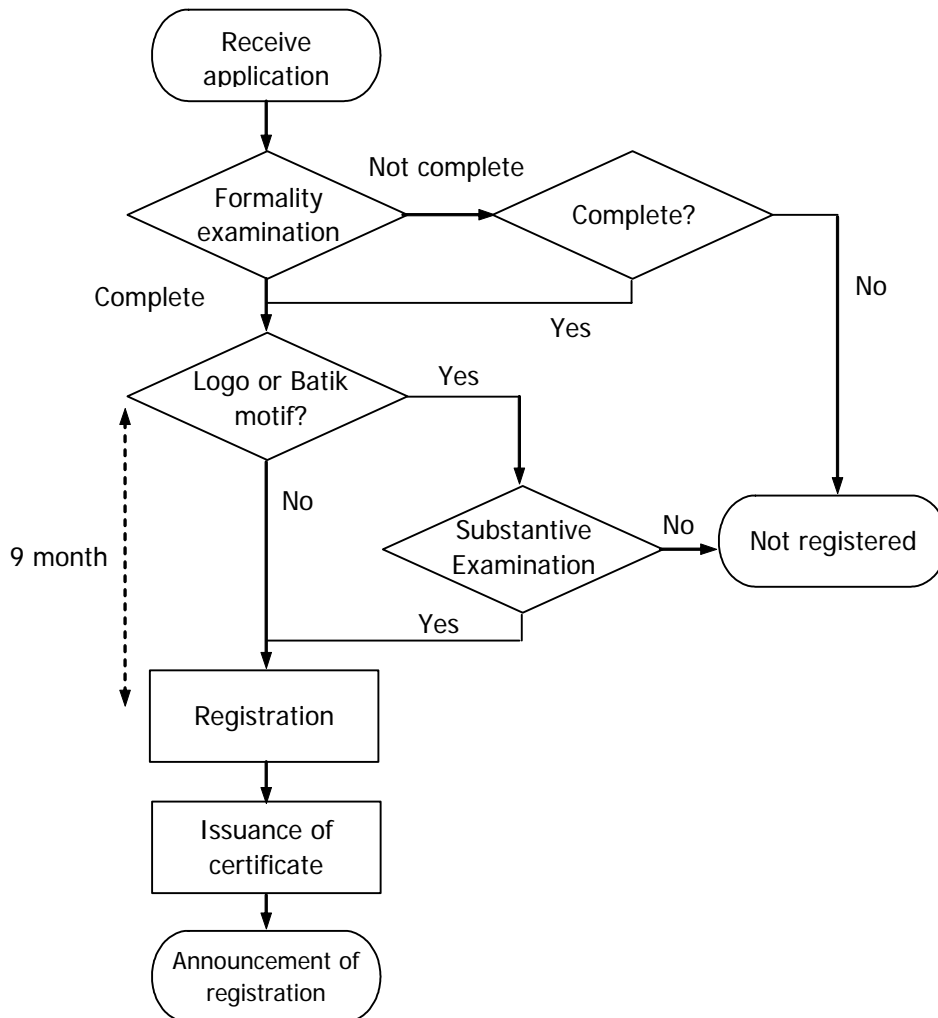 Receive
application
Not complete
Formality
examination
Complete?
No
Complete
Yes
Logo or Batik
motif?
Yes
No
Substantive
Examination
No
Not registered
9 month
Yes
Registration
Issuance of
certificate
Announcement of
registration